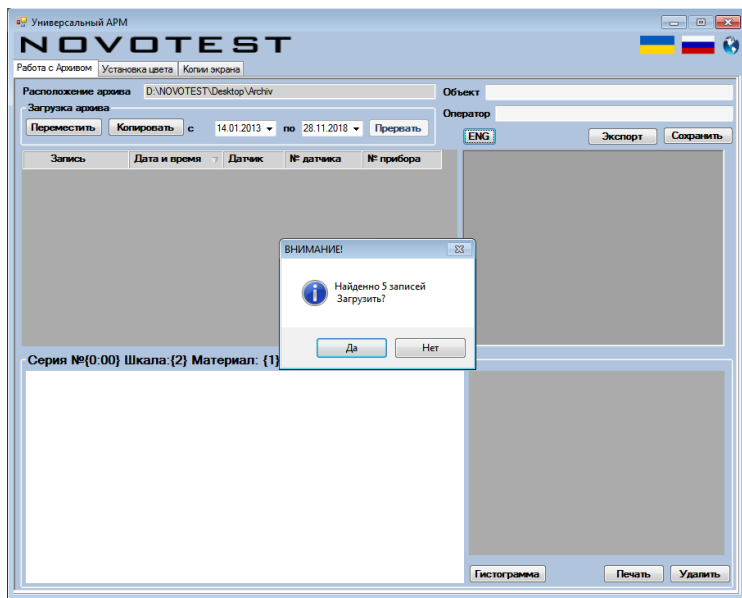 Универсальный АРМ
NOVOTEST
Работа с Архивом Установка цвета Копии экрана
Расположение архива D:\NOVOTEST\Desktop\Archiv
Объект
Загрузка архива
Оператор
Переместить Копировать с 14.01.2013 по 28.11.2018 Прервать
ENG Экспорт Сохранить
Запись Дата и время Датчик № датчика № прибора
ВНИМАНИЕ!
Найденно 5 записей
Загрузить?
Да Нет
Серия №{0:00} Шкала:{2} Материал: {1}
Гистограмма Печать Удалить